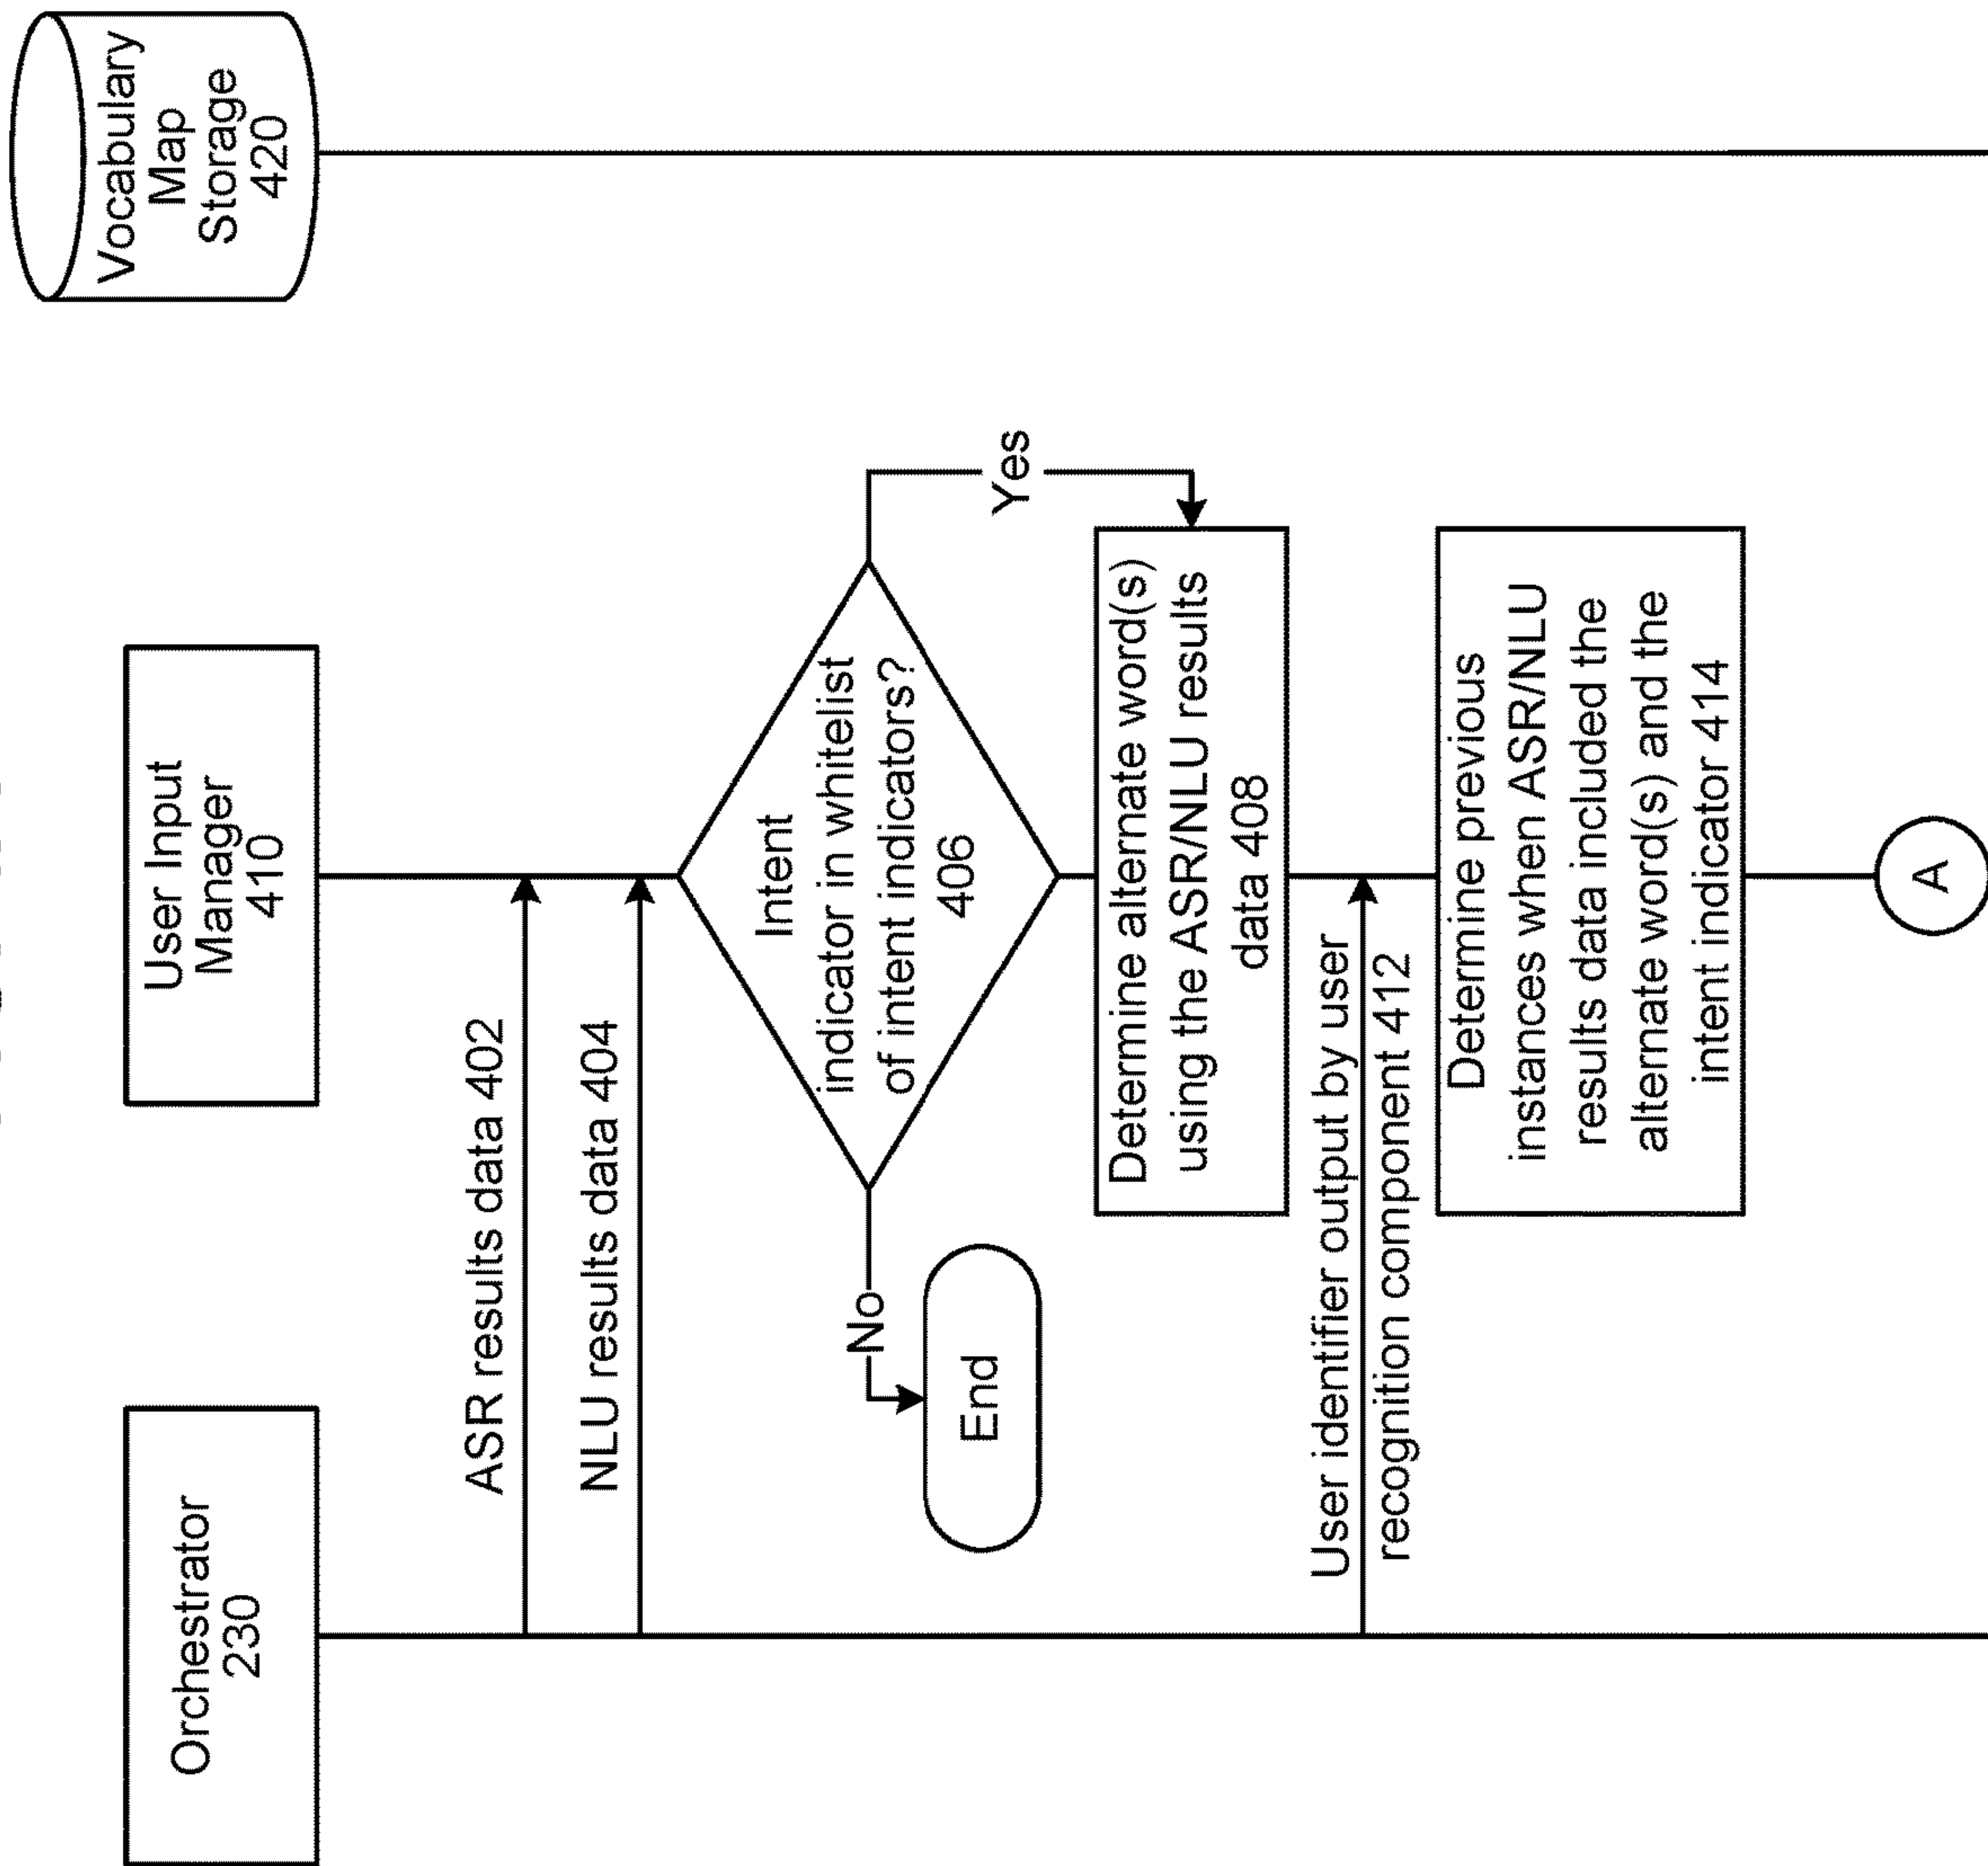 Orchestrator
230
User Input
Manager
410
Vocabulary
Map
Storage
420
ASR results data 402
NLU results data 404
Intent
indicator in whitelist
of intent indicators?
406
No
Yes
End
Determine alternate word(s)
using the ASR/NLU results
data 408
User identifier output by user
recognition component 412
Determine previous
instances when ASR/NLU
results data included the
alternate word(s) and the
intent indicator 414
A